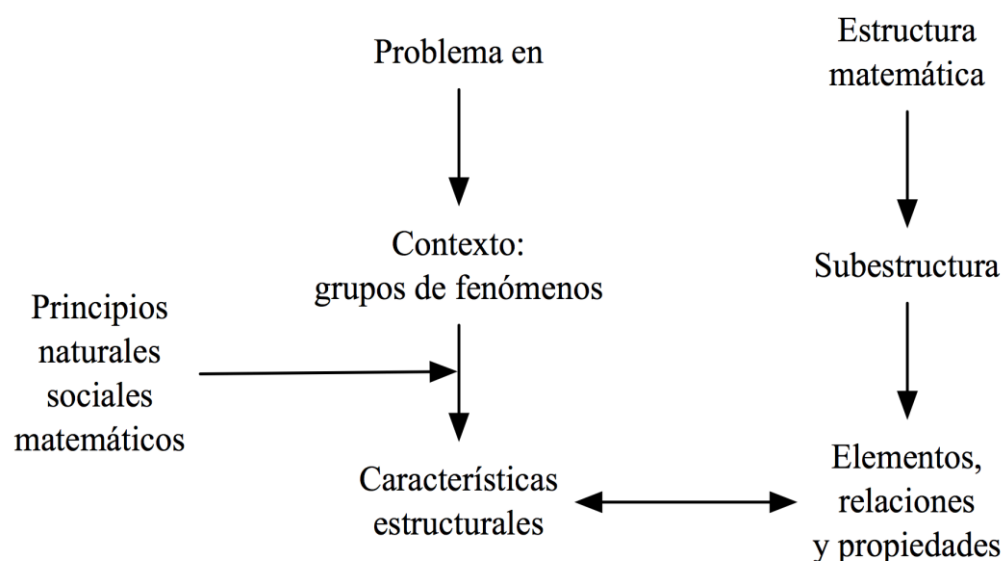 Problema en
Estructura
matemática
Contexto:
grupos de fenómenos
Subestructura
Principios
naturales
sociales
matemáticos
Características
estructurales
Elementos,
relaciones
y propiedades